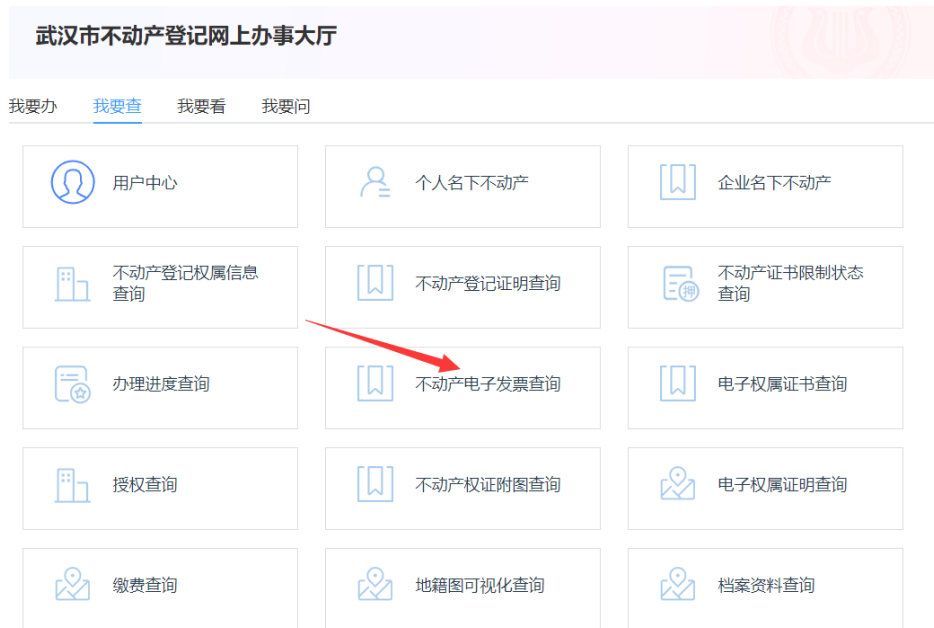 武汉市不动产登记网上办事大厅
我要办 我要查 我要看 我要问
用户中心 个人名下不动产 企业名下不动产
不动产登记权属信息
查询
不动产登记证明查询
不动产证书限制状态
查询
押
办理进度查询 不动产电子发票查询 电子权属证书查询
授权查询 不动产权证附图查询 电子权属证明查询
缴费查询 地籍图可视化查询 档案资料查询